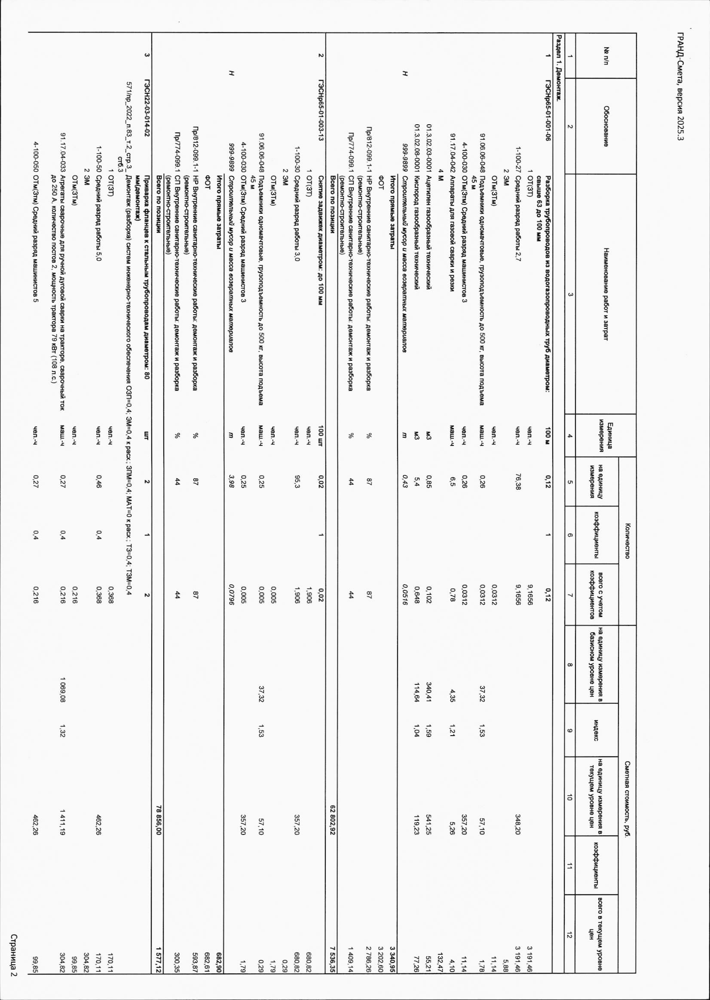 ГРАНД-Смета, версия 2025.3
№ п/п Обоснование Наименование работ и затрат Единица измерения Количество Сметная стоимость, руб.
на единицу измерения коэффициенты всего с учетом коэффициентов на единицу измерения в базисном уровне цен индекс на единицу измерения в текущем уровне цен коэффициенты всего в текущем уровне цен
1 2 3 4 5 6 7 8 9 10 11 12
Раздел 1. Демонтаж.
1 ГЭСНр65-01-001-06 Разборка трубопроводов из водогазопроводных труб диаметром: 100 м 0,12 1 0,12
свыше 63 до 100 мм
1 ОТ(ЗТ) чел.-ч 9,1656 3 191,46
1-100-27 Средний разряд работы 2,7 чел.-ч 76,38 9,1656 348,20 3 191,46
2 ЭМ 5,88
ОТм(ЗТм) чел.-ч 0,0312 11,14
91.06.06-048 Подъемники одномачтовые, грузоподъемность до 500 кг, высота подъема маш.-ч 0,26 0,0312 37,32 1,53 57,10 1,78
45 м
4-100-030 ОТм(Зтм) Средний разряд машинистов 3 чел.-ч 0,26 0,0312 357,20 11,14
91.17.04-042 Аппараты для газовой сварки и резки маш.-ч 6,5 0,78 4,35 1,21 5,26 4,10
4 М 132,47
01.3.02.03-0001 Ацетилен газообразный технический м3 0,85 0,102 340,41 1,59 541,25 55,21
01.3.02.08-0001 Кислород газообразный технический м3 5,4 0,648 114,64 1,04 119,23 77,26
Н 999-9899 Строительный мусор и масса возвратных материалов т 0,43 0,0516
Итого прямые затраты 3 340,95
ФОТ 3 202,60
Пр/812-099.1-1 НР Внутренние санитарно-технические работы: демонтаж и разборка % 87 87 2 786,26
(ремонтно-строительные)
Пр/774-099.1 СП Внутренние санитарно-технические работы: демонтаж и разборка % 44 44 1 409,14
(ремонтно-строительные)
Всего по позиции 62 802,92 7 536,35
2 ГЭСНр65-01-003-13 Снятие задвижек диаметром: до 100 мм 100 шт 0,02 1 0,02
1 ОТ(ЗТ) чел.-ч 1,906 680,82
1-100-30 Средний разряд работы 3,0 чел.-ч 95,3 1,906 357,20 680,82
2 ЭМ 0,29
ОТм(ЗТм) чел.-ч 0,005 1,79
91.06.06-048 Подъемники одномачтовые, грузоподъемность до 500 кг, высота подъема маш.-ч 0,25 0,005 37,32 1,53 57,10 0,29
45 м
4-100-030 ОТм(Зтм) Средний разряд машинистов 3 чел.-ч 0,25 0,005 357,20 1,79
Н 999-9899 Строительный мусор и масса возвратных материалов т 3,98 0,0796
Итого прямые затраты 682,90
ФОТ 682,61
Пр/812-099.1-1 НР Внутренние санитарно-технические работы: демонтаж и разборка % 87 87 593,87
(ремонтно-строительные)
Пр/774-099.1 СП Внутренние санитарно-технические работы: демонтаж и разборка % 44 44 300,35
(ремонтно-строительные)
Всего по позиции 78 856,00 1 577,12
3 ГЭСН22-03-014-02 Приварка фланцев к стальным трубопроводам диаметром: 80 шт 2 1 2
мм(демонтаж)
571/пр_2022_п.83_т.2_стр.3_ Демонтаж (разборка) систем инженерно-технического обеспечения ОЗП=0,4; ЭМ=0,4 к расх.; ЗПМ=0,4; МАТ=0 к расх.; ТЗ=0,4; ТЗМ=0,4
стб.3
1 ОТ(ЗТ) чел.-ч 0,368 170,11
1-100-50 Средний разряд работы 5,0 чел.-ч 0,46 0,4 0,368 462,26 170,11
2 ЭМ 304,82
ОТм(ЗТм) чел.-ч 0,216 99,85
91.17.04-033 Агрегаты сварочные для ручной дуговой сварки на тракторе, сварочный ток маш.-ч 0,27 0,4 0,216 1 069,08 1,32 1 411,19 304,82
до 250 А, количество постов 2, мощность трактора 79 кВт (108 л.с.)
4-100-050 ОТм(Зтм) Средний разряд машинистов 5 чел.-ч 0,27 0,4 0,216 462,26 99,85
Страница 2